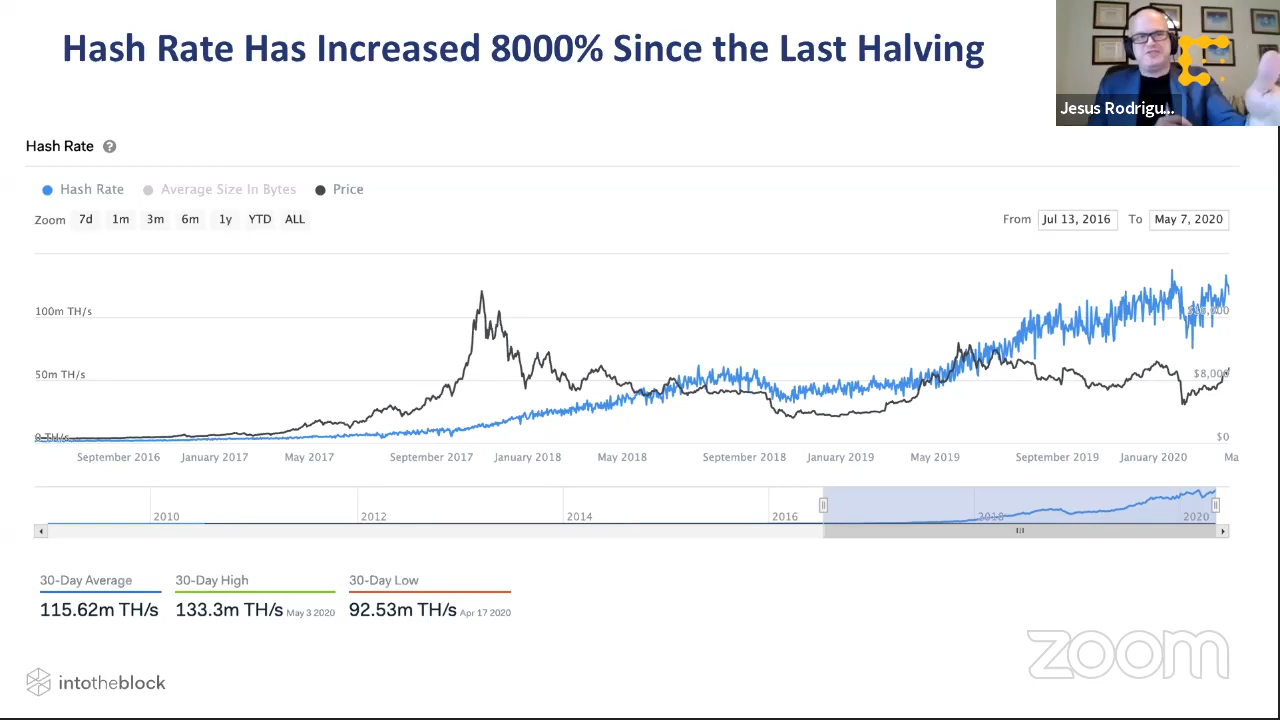 Hash Rate Has Increased 8000% Since the Last Halving
Jesus Rodrigu...
Hash Rate ?
Hash Rate Average Size In Bytes Price
Zoom 7d 1m 3m 6m 1y YTD ALL
From Jul 13, 2016 To May 7, 2020
100m TH/s
50m TH/s $8,000
0 TH/s $0
September 2016 January 2017 May 2017 September 2017 January 2018 May 2018 September 2018 January 2019 May 2019 September 2019 January 2020 Ma
2010 2012 2014 2016 2018 2020
30-Day Average 30-Day High 30-Day Low
115.62m TH/s 133.3m TH/s May 3 2020 92.53m TH/s Apr 17 2020
zoom
intotheblock